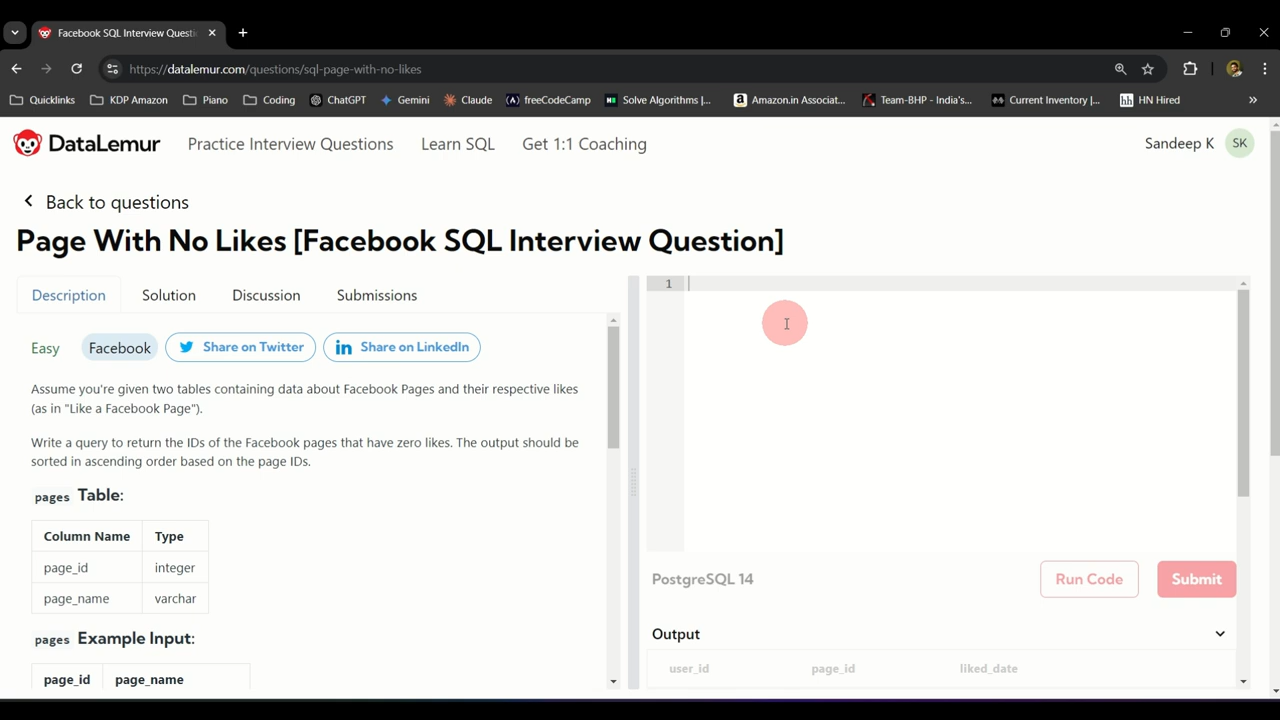 Facebook SQL Interview Questi
https://datalemur.com/questions/sql-page-with-no-likes
Quicklinks KDP Amazon Piano Coding ChatGPT Gemini Claude freeCodeCamp Solve Algorithms |... Amazon.in Associat... Team-BHP - India's... Current Inventory |... HN Hired
DataLemur Practice Interview Questions Learn SQL Get 1:1 Coaching Sandeep K SK
Back to questions
Page With No Likes [Facebook SQL Interview Question]
Description Solution Discussion Submissions
Easy Facebook Share on Twitter Share on LinkedIn
Assume you're given two tables containing data about Facebook Pages and their respective likes
(as in "Like a Facebook Page").
Write a query to return the IDs of the Facebook pages that have zero likes. The output should be
sorted in ascending order based on the page IDs.
pages Table:
Column Name Type
page_id integer
page_name varchar
pages Example Input:
page_id page_name
1
PostgreSQL 14 Run Code Submit
Output
user_id page_id liked_date